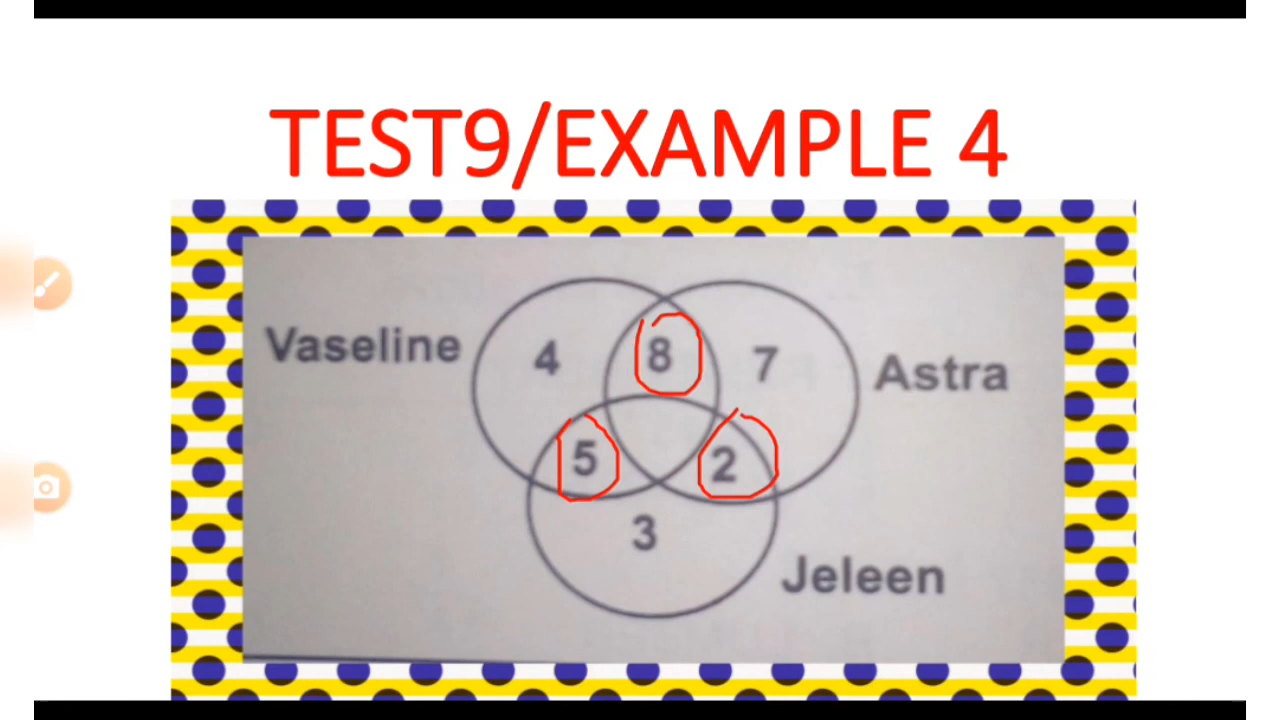 TEST9/EXAMPLE 4
Vaseline 4 8 7 Astra
5 2
3
Jeleen